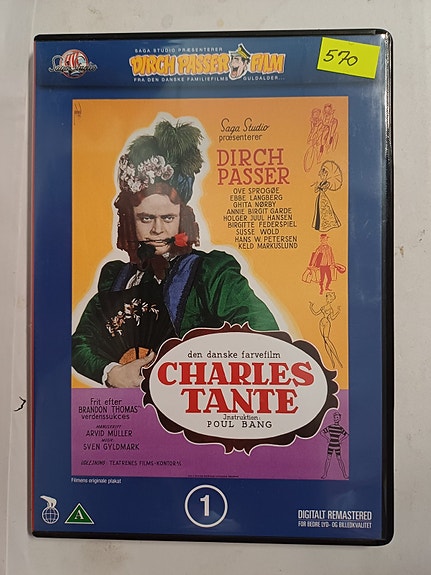 SAGA STUDIO PRÆSENTERER
DIRCH PASSER FILM
FRA DEN DANSKE FAMILIEFILMS GULDALDER...
570
Saga Studio
præsenterer
DIRCH
PASSER
OVE SPROGØE
EBBE LANGBERG
GHITA NØRBY
ANNIE BIRGIT GARDE
HOLGER JUUL HANSEN
BIRGITTE FEDERSPIEL
SUSSE WOLD
HANS W. PETERSEN
KELD MARKUSLUND
den danske farvefilm
CHARLES
TANTE
Instruktion:
POUL BANG
Frit efter
BRANDON THOMAS'
verdenssukces
MANUSKRIPT
ARVID MÜLLER
MUSIK
SVEN GYLDMARK
UDLEJNING: TEATRENES FILMS-KONTOR A/S
Filmens originale plakat
A
1
DIGITALT REMASTERED
FOR BEDRE LYD- OG BILLEDKVALITET